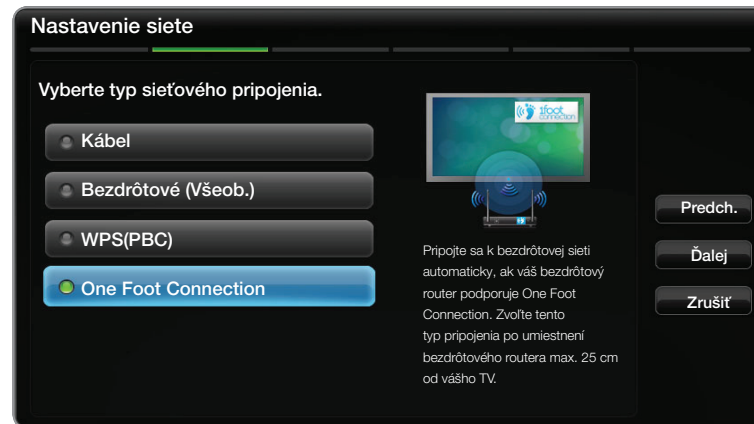 Nastavenie siete
Vyberte typ sieťového pripojenia.
Kábel
Bezdrôtové (Všeob.)
WPS(PBC)
One Foot Connection
1foot
connection
Pripojte sa k bezdrôtovej sieti
automaticky, ak váš bezdrôtový
router podporuje One Foot
Connection. Zvoľte tento
typ pripojenia po umiestnení
bezdrôtového routera max. 25 cm
od vášho TV.
Predch.
Ďalej
Zrušiť